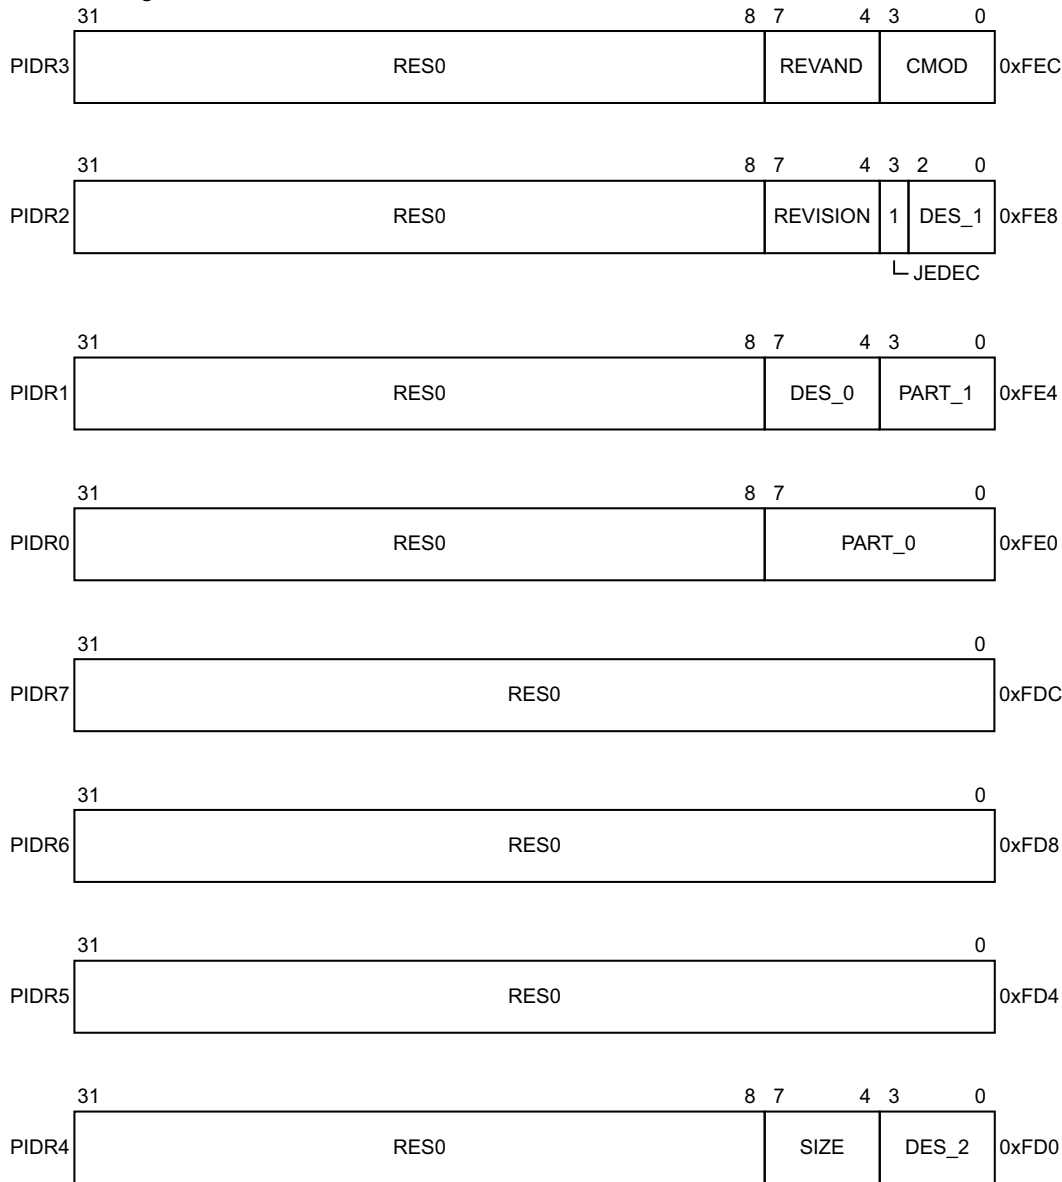 31 8 7 4 3 0
PIDR3 RES0 REVAND CMOD 0xFEC
31 8 7 4 3 2 0
PIDR2 RES0 REVISION 1 DES_1 0xFE8
JEDEC
31 8 7 4 3 0
PIDR1 RES0 DES_0 PART_1 0xFE4
31 8 7 0
PIDR0 RES0 PART_0 0xFE0
31 0
PIDR7 RES0 0xFDC
31 0
PIDR6 RES0 0xFD8
31 0
PIDR5 RES0 0xFD4
31 8 7 4 3 0
PIDR4 RES0 SIZE DES_2 0xFD0